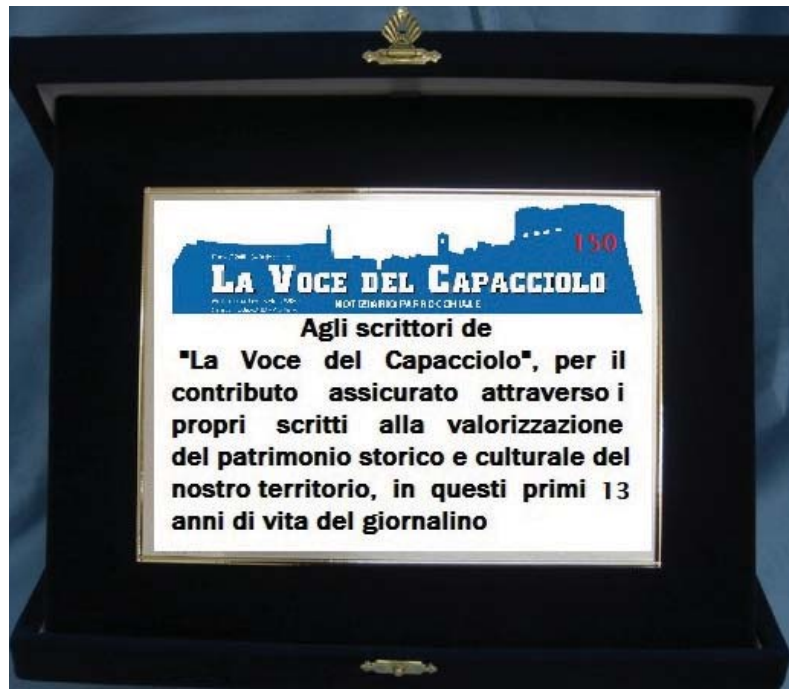 150
LA VOCE DEL CAPACCIOLO
NOTIZIARIO PARROCCHIALE
Agli scrittori de
"La Voce del Capacciolo", per il
contributo assicurato attraverso i
propri scritti alla valorizzazione
del patrimonio storico e culturale del
nostro territorio, in questi primi 13
anni di vita del giornalino